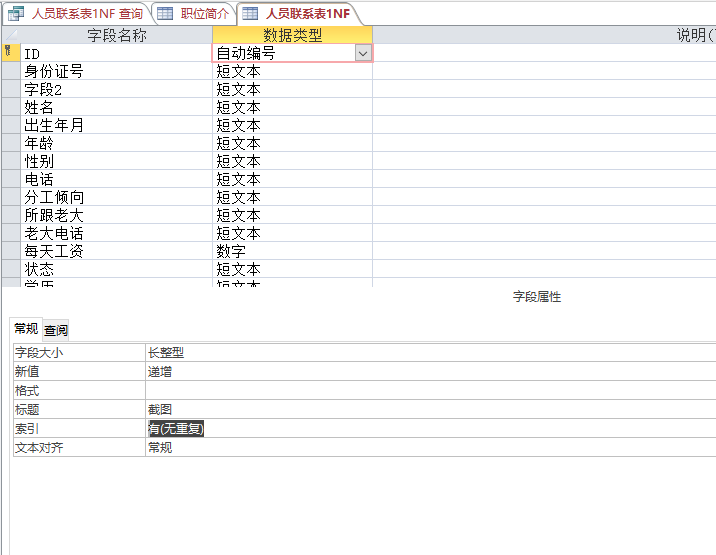 人员联系表1NF 查询 职位简介 人员联系表1NF
字段名称 数据类型
ID 自动编号
身份证号 短文本
字段2 短文本
姓名 短文本
出生年月 短文本
年龄 短文本
性别 短文本
电话 短文本
分工倾向 短文本
所跟老大 短文本
老大电话 短文本
每天工资 数字
状态 短文本
学历 短文本
字段属性
常规 查阅
字段大小 长整型
新值 递增
格式
标题 截图
索引 有(无重复)
文本对齐 常规